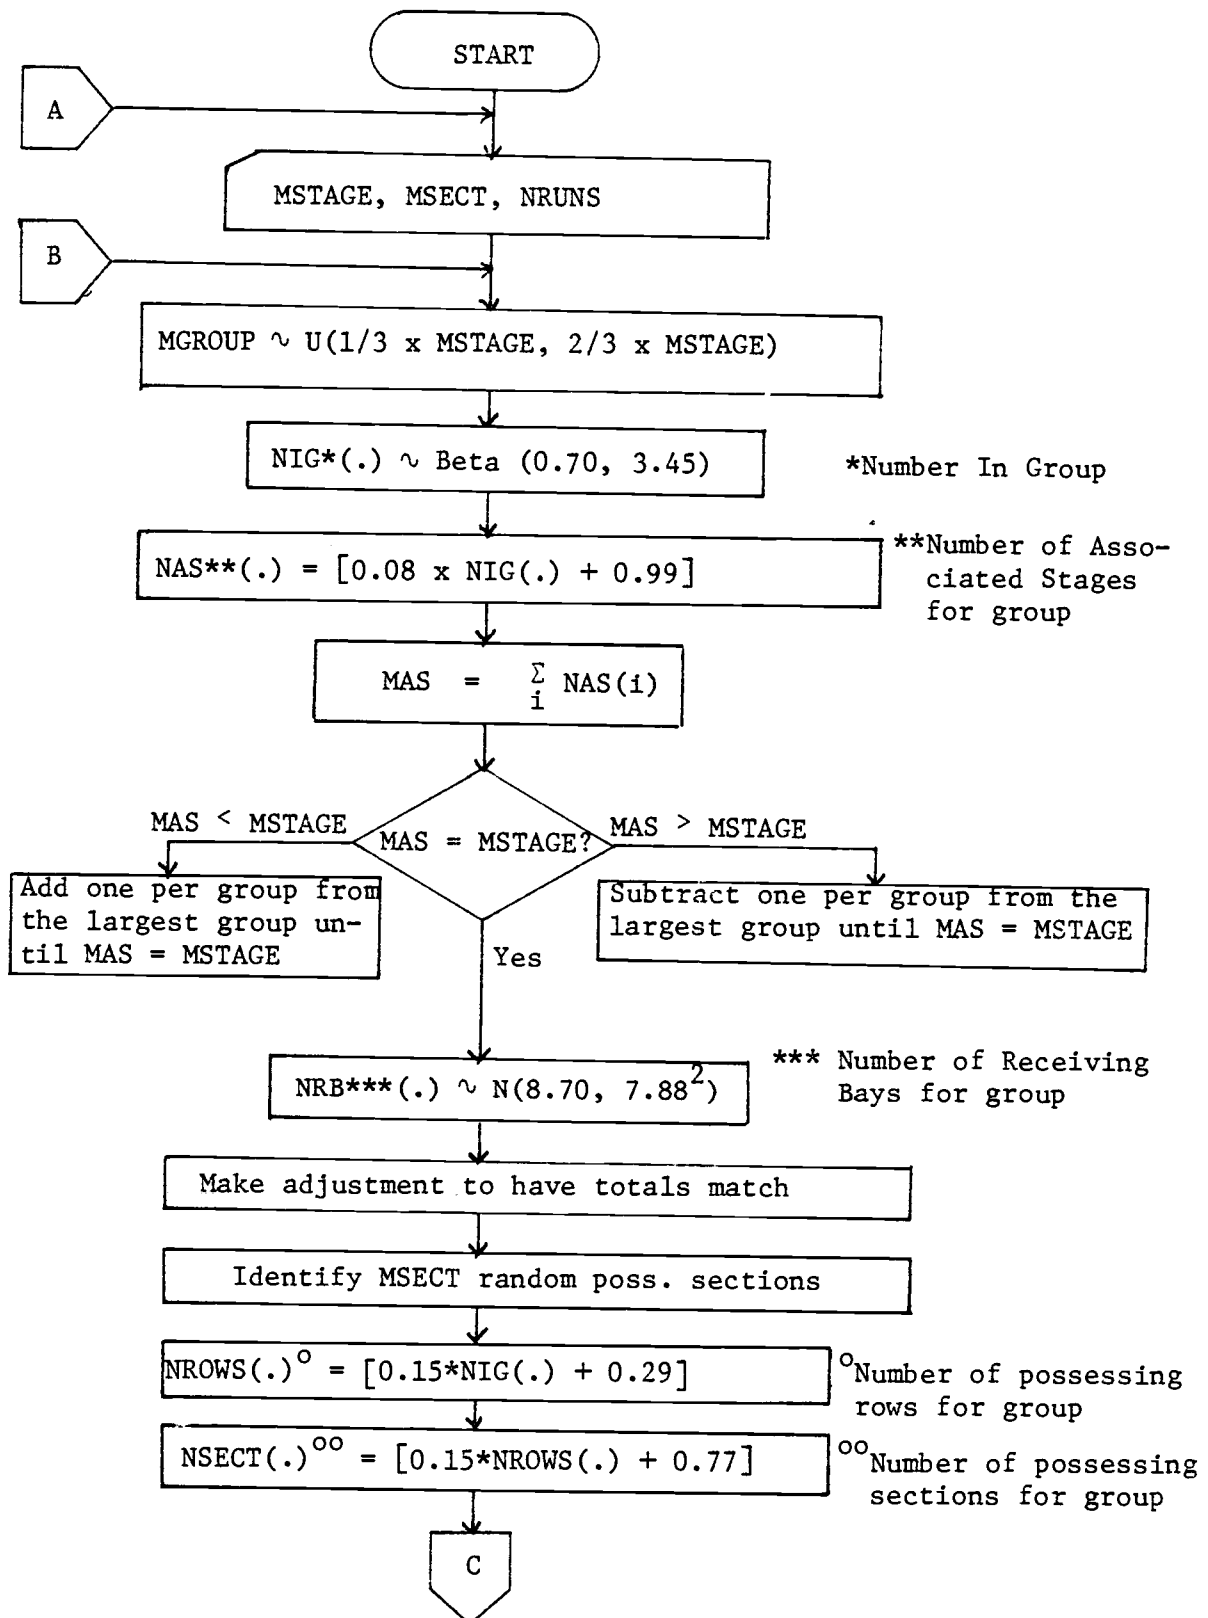 START
A
MSTAGE, MSECT, NRUNS
B
MGROUP ~ U(1/3 x MSTAGE, 2/3 x MSTAGE)
NIG*(.) ~ Beta (0.70, 3.45)
*Number In Group
NAS**(.) = [0.08 x NIG(.) + 0.99]
**Number of Asso-
ciated Stages
for group
MAS = Σ NAS(i)
i
MAS < MSTAGE
MAS = MSTAGE?
MAS > MSTAGE
Add one per group from
the largest group un-
til MAS = MSTAGE
Subtract one per group from the
largest group until MAS = MSTAGE
Yes
NRB***(.) ~ N(8.70, 7.88²)
*** Number of Receiving
Bays for group
Make adjustment to have totals match
Identify MSECT random poss. sections
NROWS(.)° = [0.15*NIG(.) + 0.29]
°Number of possessing
rows for group
NSECT(.)°° = [0.15*NROWS(.) + 0.77]
°°Number of possessing
sections for group
C